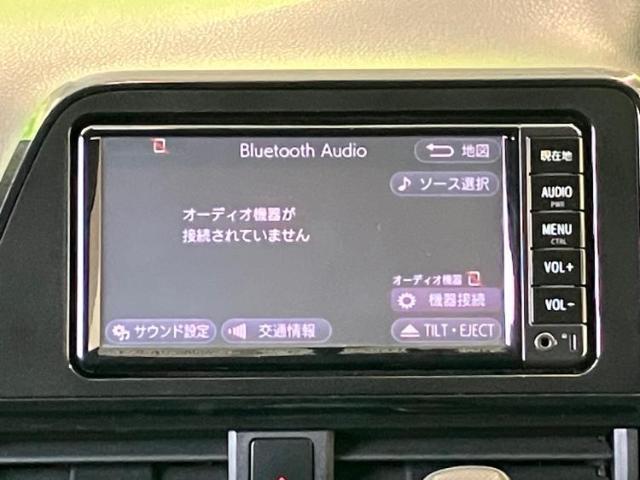 Bluetooth Audio
地図
ソース選択
オーディオ機器が
接続されていません
オーディオ機器
機器接続
サウンド設定
交通情報
TILT・EJECT
現在地
AUDIO
PWR
MENU
CTRL
VOL+
VOL−